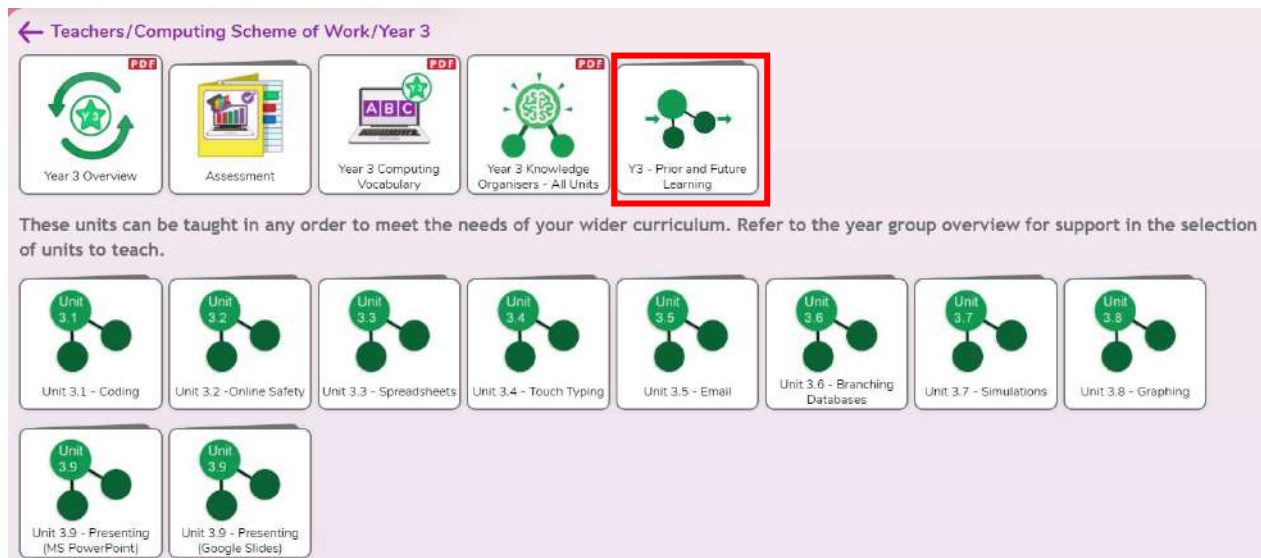 Teachers/Computing Scheme of Work/Year 3
PDF
PDF
PDF
Y3
Year 3 Overview
Assessment
ABC
Year 3 Computing
Vocabulary
Year 3 Knowledge
Organisers - All Units
Y3 - Prior and Future
Learning
These units can be taught in any order to meet the needs of your wider curriculum. Refer to the year group overview for support in the selection
of units to teach.
Unit
3.1
Unit 3.1 - Coding
Unit
3.2
Unit 3.2 -Online Safety
Unit
3.3
Unit 3.3 - Spreadsheets
Unit
3.4
Unit 3.4 - Touch Typing
Unit
3.5
Unit 3.5 - Email
Unit
3.6
Unit 3.6 - Branching
Databases
Unit
3.7
Unit 3.7 - Simulations
Unit
3.8
Unit 3.8 - Graphing
Unit
3.9
Unit 3.9 - Presenting
(MS PowerPoint)
Unit
3.9
Unit 3.9 - Presenting
(Google Slides)